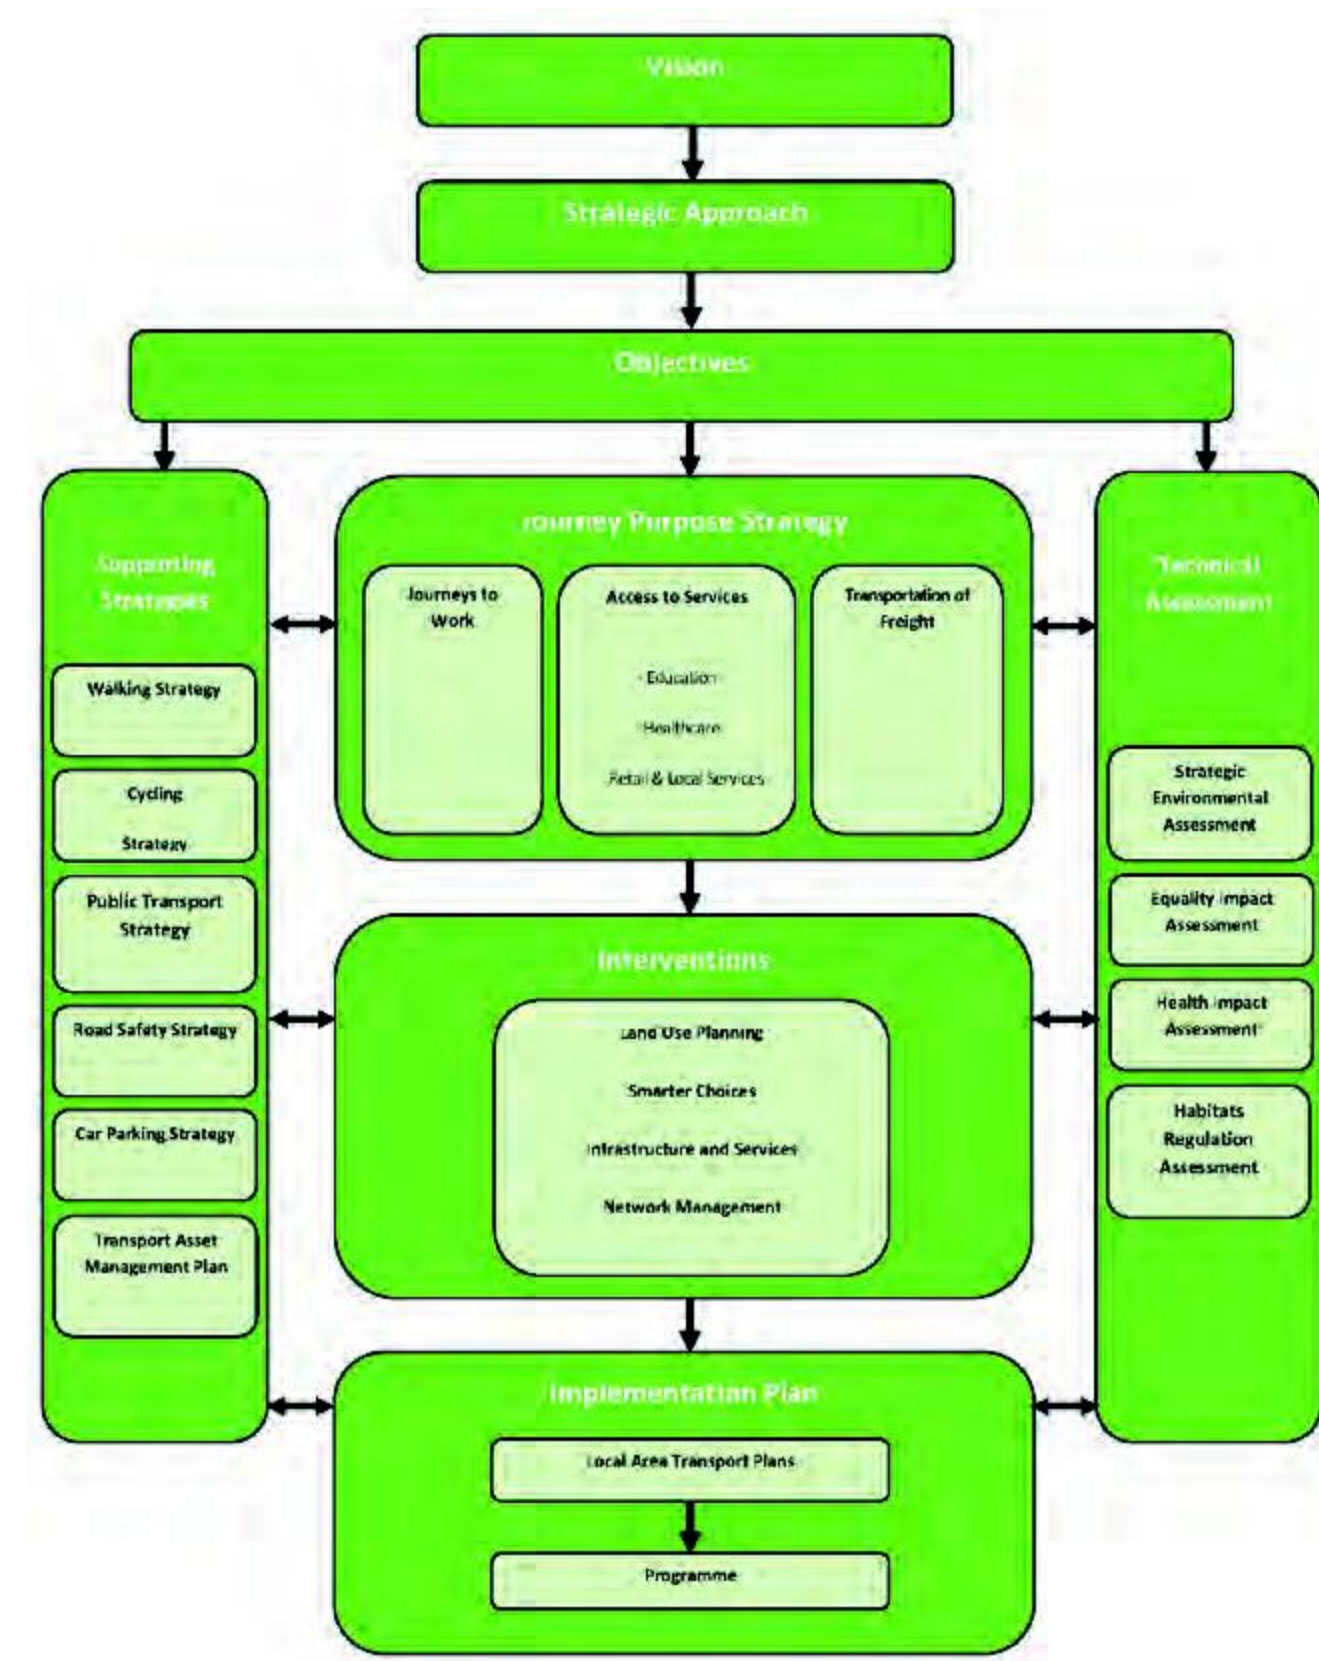 Vision
Strategic Approach
Objectives
Supporting
Strategies
Walking Strategy
Cycling
Strategy
Public Transport
Strategy
Road Safety Strategy
Car Parking Strategy
Transport Asset
Management Plan
Journey Purpose Strategy
Journeys to
Work
Access to Services
- Education
- Healthcare
- Retail & Local Services
Transportation of
Freight
Interventions
Land Use Planning
Smarter Choices
Infrastructure and Services
Network Management
Implementation Plan
Local Area Transport Plans
Programme
Technical
Assessment
Strategic
Environmental
Assessment
Equality Impact
Assessment
Health Impact
Assessment
Habitats
Regulation
Assessment